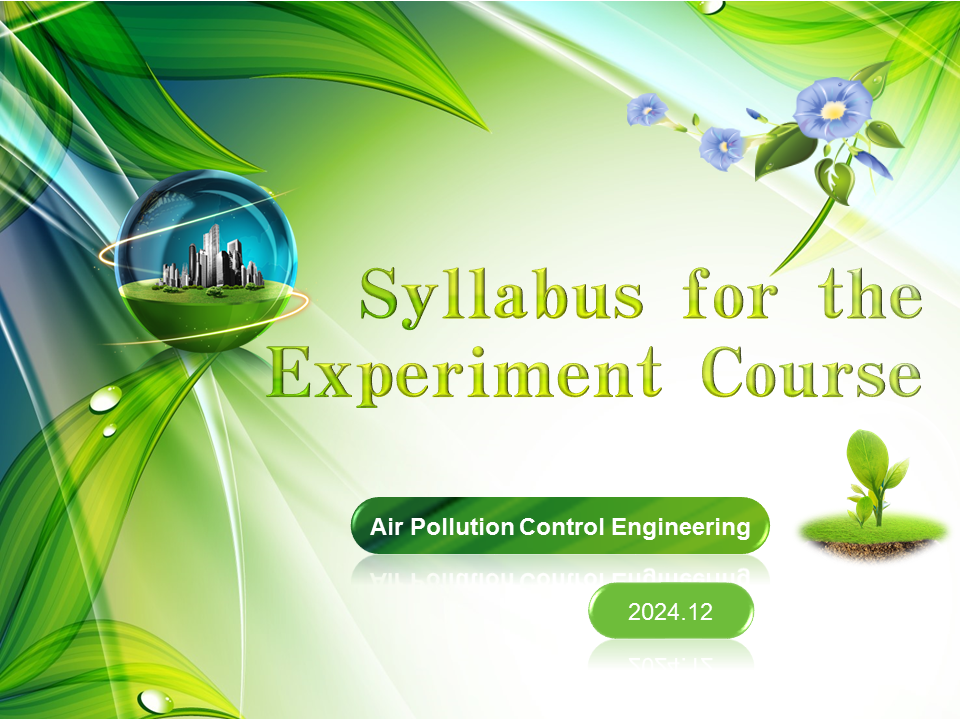 Syllabus for the
Experiment Course
Air Pollution Control Engineering
2024.12